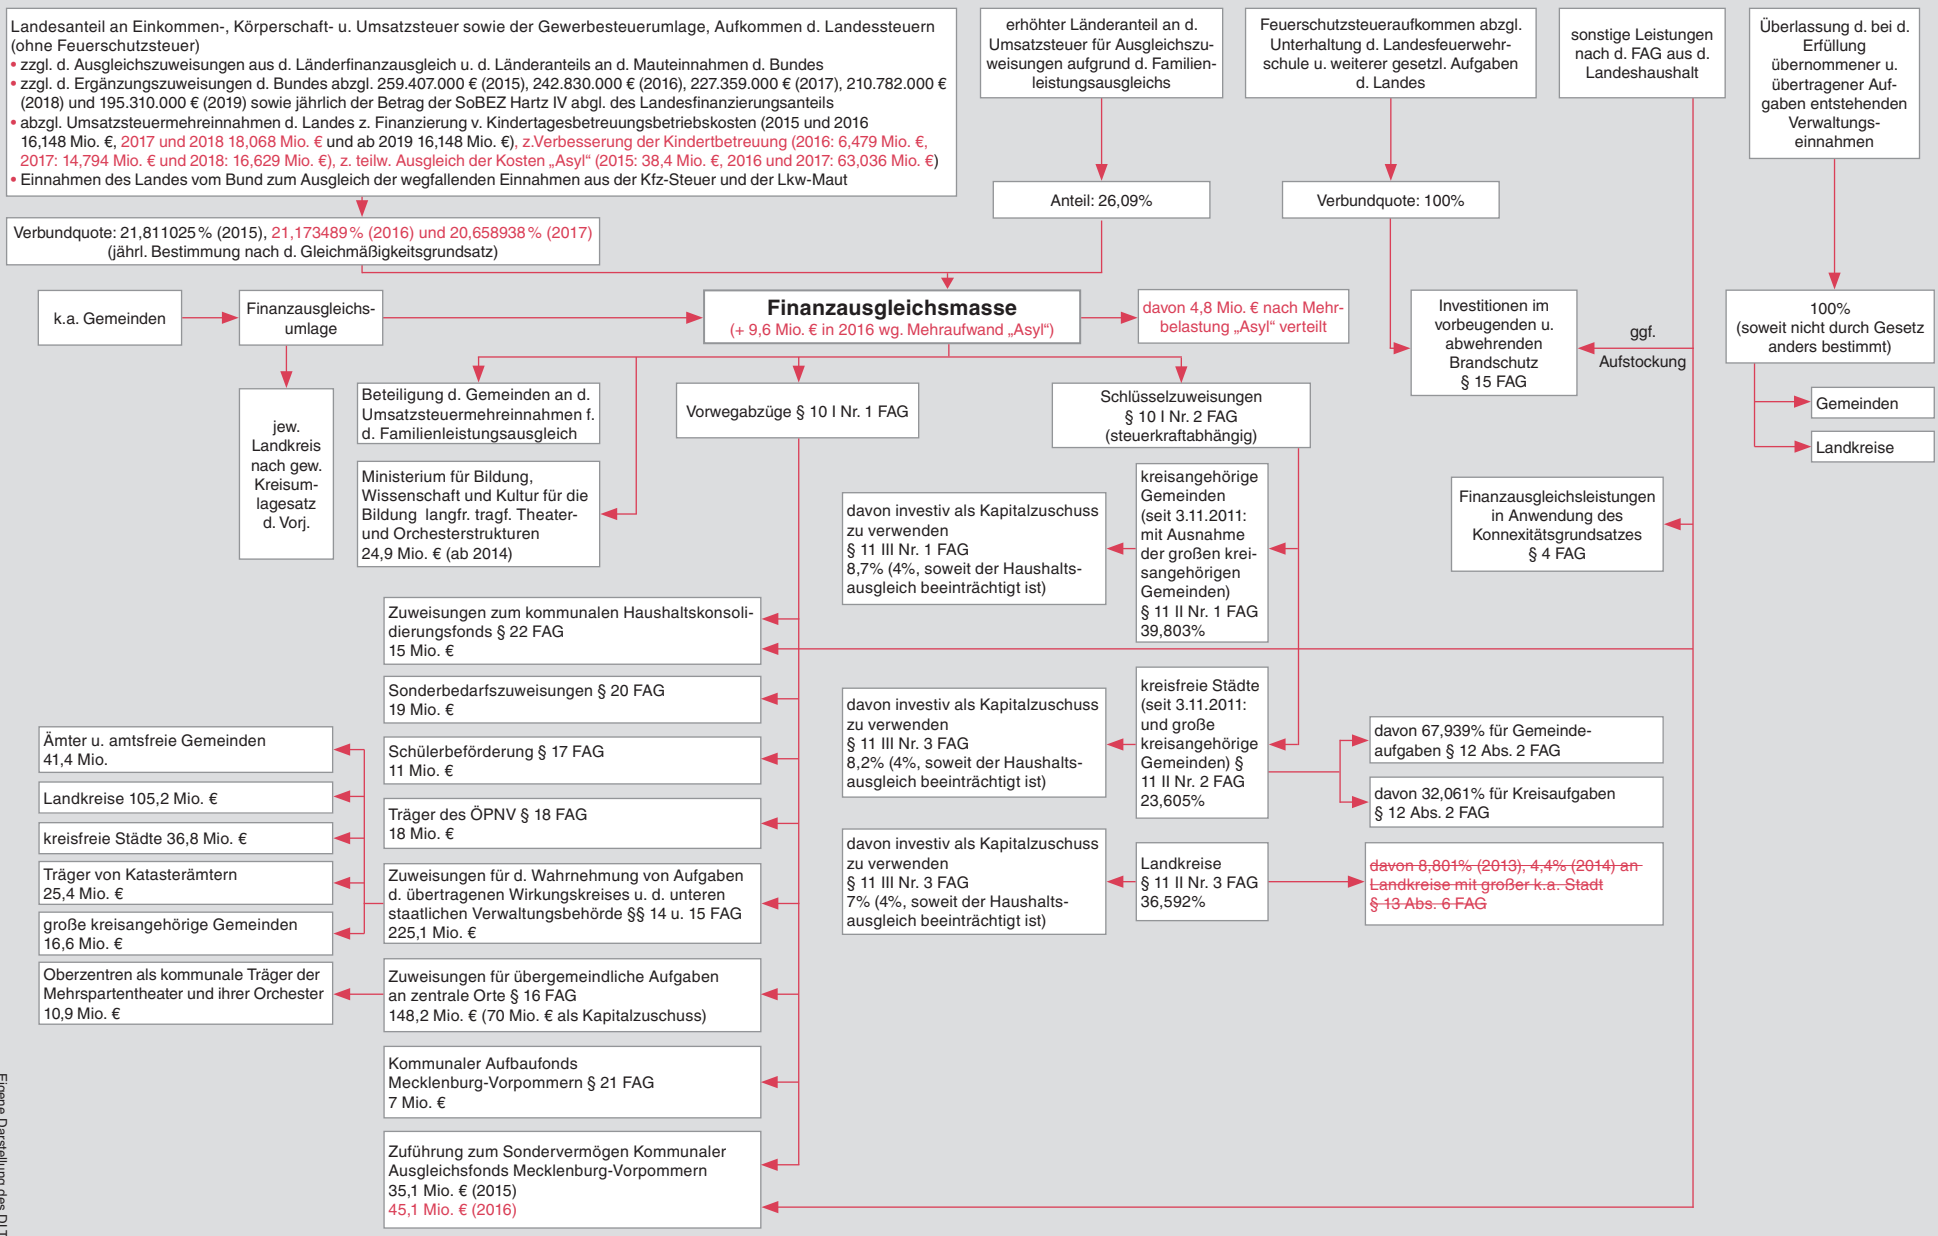 Landesanteil an Einkommen-, Körperschaft- u. Umsatzsteuer sowie der Gewerbesteuerumlage, Aufkommen d. Landessteuern
(ohne Feuerschutzsteuer)
• zzgl. d. Ausgleichszuweisungen aus d. Länderfinanzausgleich u. d. Länderanteils an d. Mauteinnahmen d. Bundes
• zzgl. d. Ergänzungszuweisungen d. Bundes abzgl. 259.407.000 € (2015), 242.830.000 € (2016), 227.359.000 € (2017), 210.782.000 €
(2018) und 195.310.000 € (2019) sowie jährlich der Betrag der SoBEZ Hartz IV abgl. des Landesfinanzierungsanteils
• abzgl. Umsatzsteuermehreinnahmen d. Landes z. Finanzierung v. Kindertagesbetreuungsbetriebskosten (2015 und 2016
16,148 Mio. €, 2017 und 2018 18,068 Mio. € und ab 2019 16,148 Mio. €), z.Verbesserung der Kindertbetreuung (2016: 6,479 Mio. €,
2017: 14,794 Mio. € und 2018: 16,629 Mio. €), z. teilw. Ausgleich der Kosten „Asyl“ (2015: 38,4 Mio. €, 2016 und 2017: 63,036 Mio. €)
• Einnahmen des Landes vom Bund zum Ausgleich der wegfallenden Einnahmen aus der Kfz-Steuer und der Lkw-Maut
erhöhter Länderanteil an d.
Umsatzsteuer für Ausgleichszu-
weisungen aufgrund d. Familien-
leistungsausgleichs
Feuerschutzsteueraufkommen abzgl.
Unterhaltung d. Landesfeuerwehr-
schule u. weiterer gesetzl. Aufgaben
d. Landes
sonstige Leistungen
nach d. FAG aus d.
Landeshaushalt
Überlassung d. bei d.
Erfüllung
übernommener u.
übertragener Auf-
gaben entstehenden
Verwaltungs-
einnahmen
Anteil: 26,09%
Verbundquote: 100%
Verbundquote: 21,811025% (2015), 21,173489% (2016) und 20,658938% (2017)
(jährl. Bestimmung nach d. Gleichmäßigkeitsgrundsatz)
k.a. Gemeinden
Finanzausgleichs-
umlage
Finanzausgleichsmasse
(+ 9,6 Mio. € in 2016 wg. Mehraufwand „Asyl“)
davon 4,8 Mio. € nach Mehr-
belastung „Asyl“ verteilt
Investitionen im
vorbeugenden u.
abwehrenden
Brandschutz
§ 15 FAG
ggf.
Aufstockung
100%
(soweit nicht durch Gesetz
anders bestimmt)
Gemeinden
Landkreise
jew.
Landkreis
nach gew.
Kreisum-
lagesatz
d. Vorj.
Beteiligung d. Gemeinden an d.
Umsatzsteuermehreinnahmen f.
d. Familienleistungsausgleich
Vorwegabzüge § 10 I Nr. 1 FAG
Schlüsselzuweisungen
§ 10 I Nr. 2 FAG
(steuerkraftabhängig)
Ministerium für Bildung,
Wissenschaft und Kultur für die
Bildung langfr. tragf. Theater-
und Orchesterstrukturen
24,9 Mio. € (ab 2014)
davon investiv als Kapitalzuschuss
zu verwenden
§ 11 III Nr. 1 FAG
8,7% (4%, soweit der Haushalts-
ausgleich beeinträchtigt ist)
kreisangehörige
Gemeinden
(seit 3.11.2011:
mit Ausnahme
der großen krei-
sangehörigen
Gemeinden)
§ 11 II Nr. 1 FAG
39,803%
Finanzausgleichsleistungen
in Anwendung des
Konnexitätsgrundsatzes
§ 4 FAG
Zuweisungen zum kommunalen Haushaltskonsoli-
dierungsfonds § 22 FAG
15 Mio. €
Sonderbedarfszuweisungen § 20 FAG
19 Mio. €
Schülerbeförderung § 17 FAG
11 Mio. €
Träger des ÖPNV § 18 FAG
18 Mio. €
Zuweisungen für d. Wahrnehmung von Aufgaben
d. übertragenen Wirkungskreises u. d. unteren
staatlichen Verwaltungsbehörde §§ 14 u. 15 FAG
225,1 Mio. €
Zuweisungen für übergemeindliche Aufgaben
an zentrale Orte § 16 FAG
148,2 Mio. € (70 Mio. € als Kapitalzuschuss)
Kommunaler Aufbaufonds
Mecklenburg-Vorpommern § 21 FAG
7 Mio. €
Zuführung zum Sondervermögen Kommunaler
Ausgleichsfonds Mecklenburg-Vorpommern
35,1 Mio. € (2015)
45,1 Mio. € (2016)
Ämter u. amtsfreie Gemeinden
41,4 Mio.
Landkreise 105,2 Mio. €
kreisfreie Städte 36,8 Mio. €
Träger von Katasterämtern
25,4 Mio. €
große kreisangehörige Gemeinden
16,6 Mio. €
Oberzentren als kommunale Träger der
Mehrspartentheater und ihrer Orchester
10,9 Mio. €
davon investiv als Kapitalzuschuss
zu verwenden
§ 11 III Nr. 3 FAG
8,2% (4%, soweit der Haushalts-
ausgleich beeinträchtigt ist)
kreisfreie Städte
(seit 3.11.2011:
und große
kreisangehörige
Gemeinden) §
11 II Nr. 2 FAG
23,605%
davon 67,939% für Gemeinde-
aufgaben § 12 Abs. 2 FAG
davon 32,061% für Kreisaufgaben
§ 12 Abs. 2 FAG
davon investiv als Kapitalzuschuss
zu verwenden
§ 11 III Nr. 3 FAG
7% (4%, soweit der Haushalts-
ausgleich beeinträchtigt ist)
Landkreise
§ 11 II Nr. 3 FAG
36,592%
davon 8,801% (2013), 4,4% (2014) an
Landkreise mit großer k.a. Stadt
§ 13 Abs. 6 FAG
Eigene Darstellung des DLT